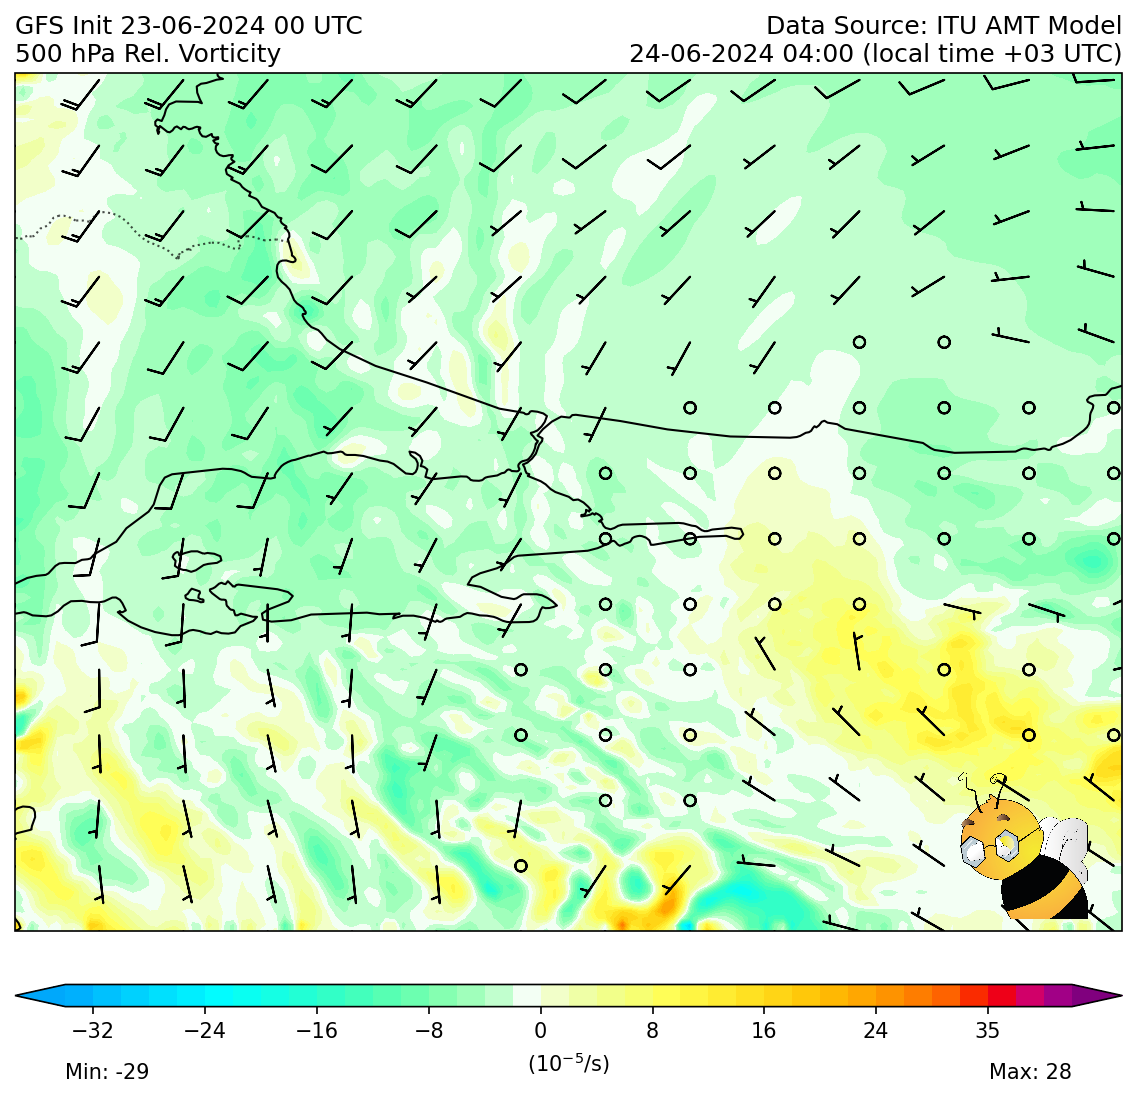 GFS Init 23-06-2024 00 UTC
Data Source: ITU AMT Model
500 hPa Rel. Vorticity
24-06-2024 04:00 (local time +03 UTC)
−32 −24 −16 −8 0 8 16 24 35
(10⁻⁵/s)
Min: -29
Max: 28